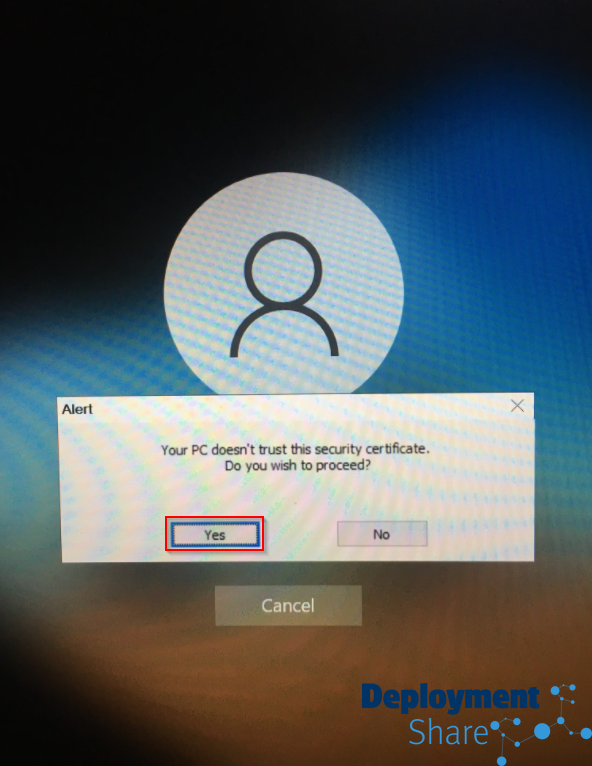 Alert
Your PC doesn't trust this security certificate.
Do you wish to proceed?
Yes
No
Cancel
Deployment
Share